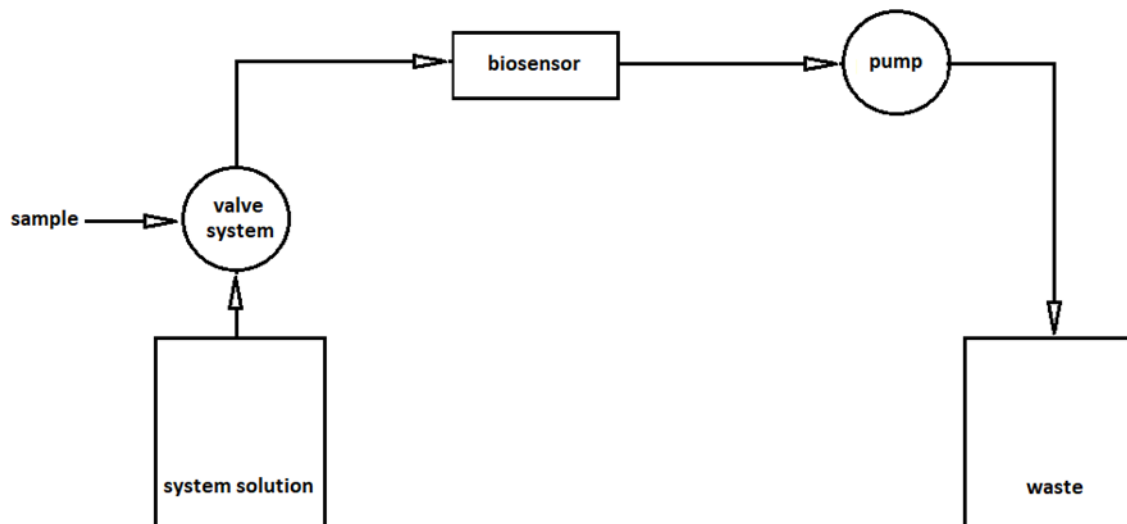 biosensor
pump
sample
valve
system
system solution
waste